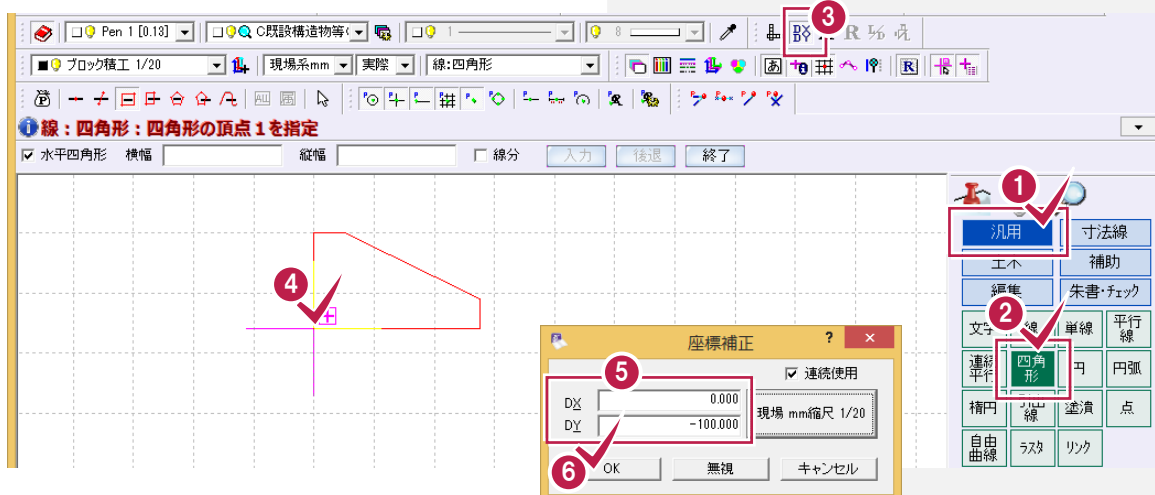 3
Pen 1 [0.13] C既設構造物等( 1 8 DX R
ブロック積工 1/20 現場系mm 実際 線:四角形 あ R
ALL
線：四角形：四角形の頂点１を指定
水平四角形 横幅 縦幅 線分 入力 後退 終了
1
汎用 寸法線
土木 補助
4
編集 朱書・チェック
2
文字 線 単線 平行線
座標補正 ? ×
5
連続使用
連続平行 四角形 円 円弧
DX 0.000
現場 mm縮尺 1/20
DY -100.000
楕円 引出線 塗潰 点
6
OK 無視 キャンセル
自由曲線 ラスタ リンク